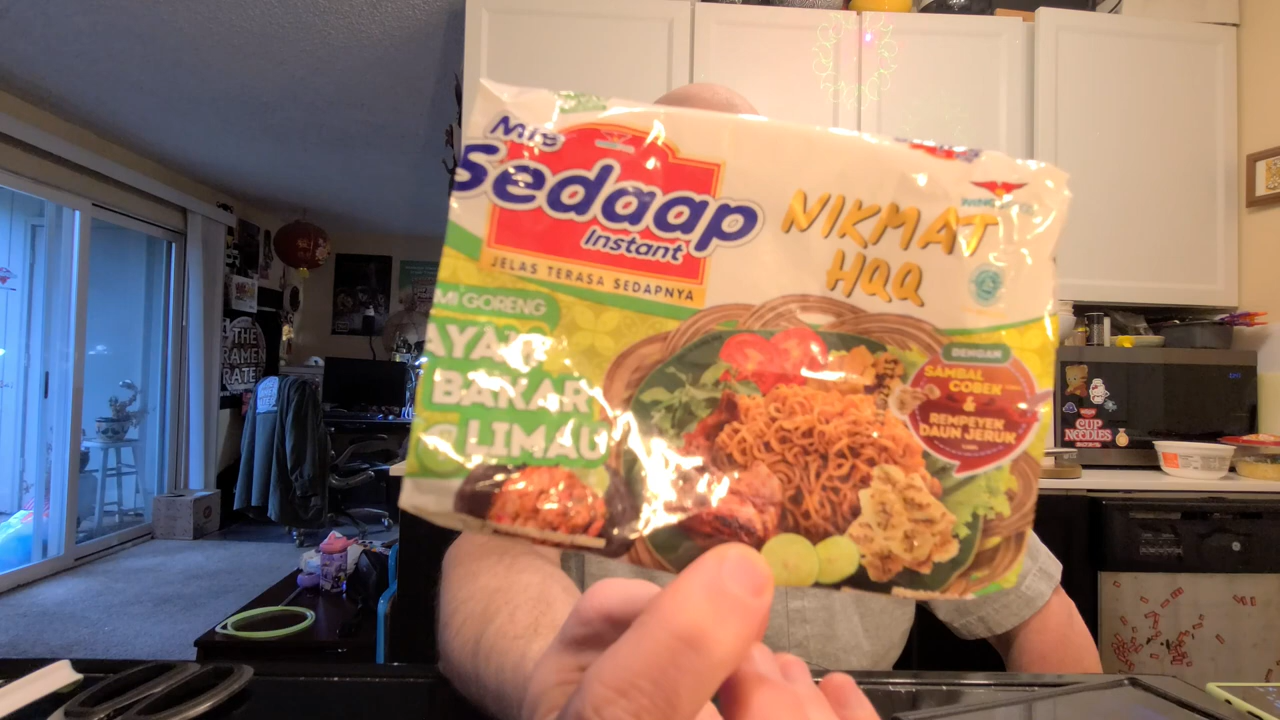 Mie
Sedaap
Instant
JELAS TERASA SEDAPNYA
NIKMAT
HQQ
WINGS
MI GORENG
AYAM
BAKAR
LIMAU
DENGAN
SAMBAL
COBEK
&
REMPEYEK
DAUN JERUK
THE
RAMEN
RATER
CUP
NOODLES